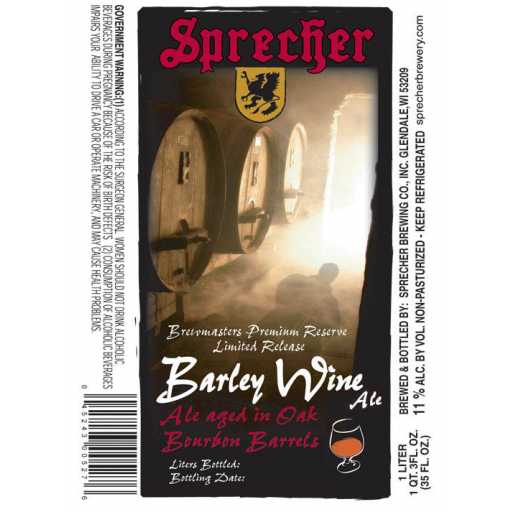 Sprecher
Brewmasters Premium Reserve
Limited Release
Barley Wine
Ale
Ale aged in Oak
Bourbon Barrels
Liters Bottled:
Bottling Date:
GOVERNMENT WARNING:(1) ACCORDING TO THE SURGEON GENERAL WOMEN SHOULD NOT DRINK ALCOHOLIC
BEVERAGES DURING PREGNANCY BECAUSE OF THE RISK OF BIRTH DEFECTS (2) CONSUMPTION OF ALCOHOLIC BEVERAGES
IMPAIRS YOUR ABILITY TO DRIVE A CAR OR OPERATE MACHINERY, AND MAY CAUSE HEALTH PROBLEMS
0 45243 00527 6
1 LITER
1 QT. 3FL. OZ.
(35 FL. OZ.)
BREWED & BOTTLED BY: SPRECHER BREWING CO., INC. GLENDALE,WI 53209
11 % ALC. BY VOL. NON-PASTURIZED - KEEP REFRIGERATED sprecherbrewery.com